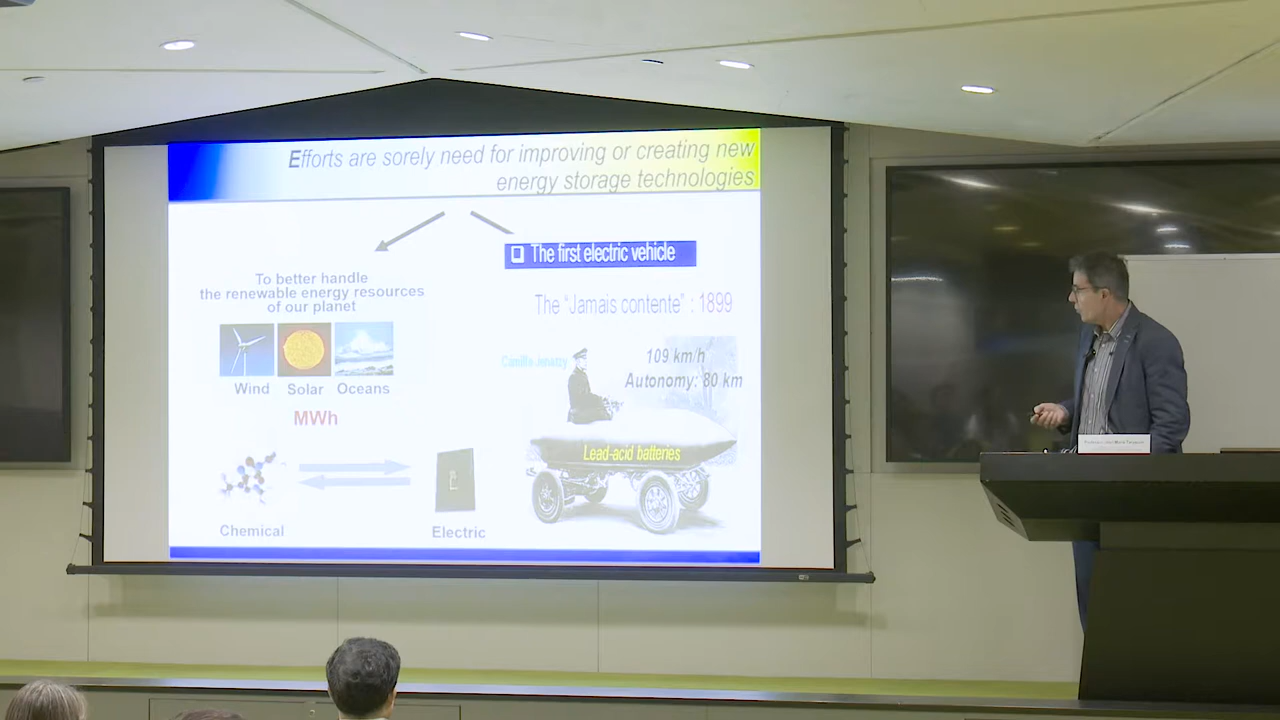 Efforts are sorely need for improving or creating new
energy storage technologies
To better handle
the renewable energy resources
of our planet
Wind Solar Oceans
MWh
Chemical
Electric
The first electric vehicle
The "Jamais contente" : 1899
109 km/h
Autonomy: 80 km
Lead-acid batteries